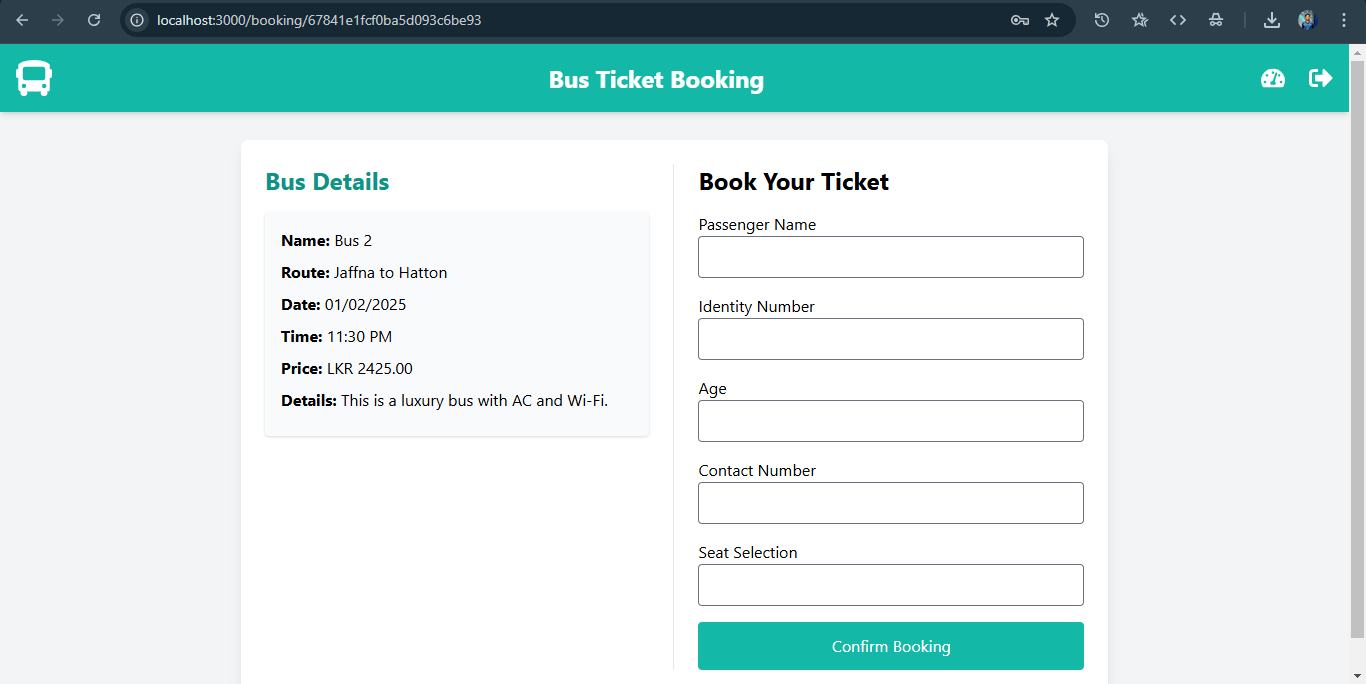 localhost:3000/booking/67841e1fcf0ba5d093c6be93
Bus Ticket Booking
Bus Details
Name: Bus 2
Route: Jaffna to Hatton
Date: 01/02/2025
Time: 11:30 PM
Price: LKR 2425.00
Details: This is a luxury bus with AC and Wi-Fi.
Book Your Ticket
Passenger Name
Identity Number
Age
Contact Number
Seat Selection
Confirm Booking